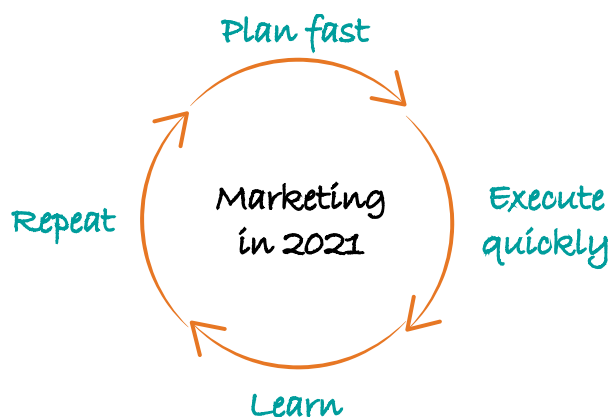 Plan fast
Marketing
in 2021
Execute
quickly
Repeat
Learn